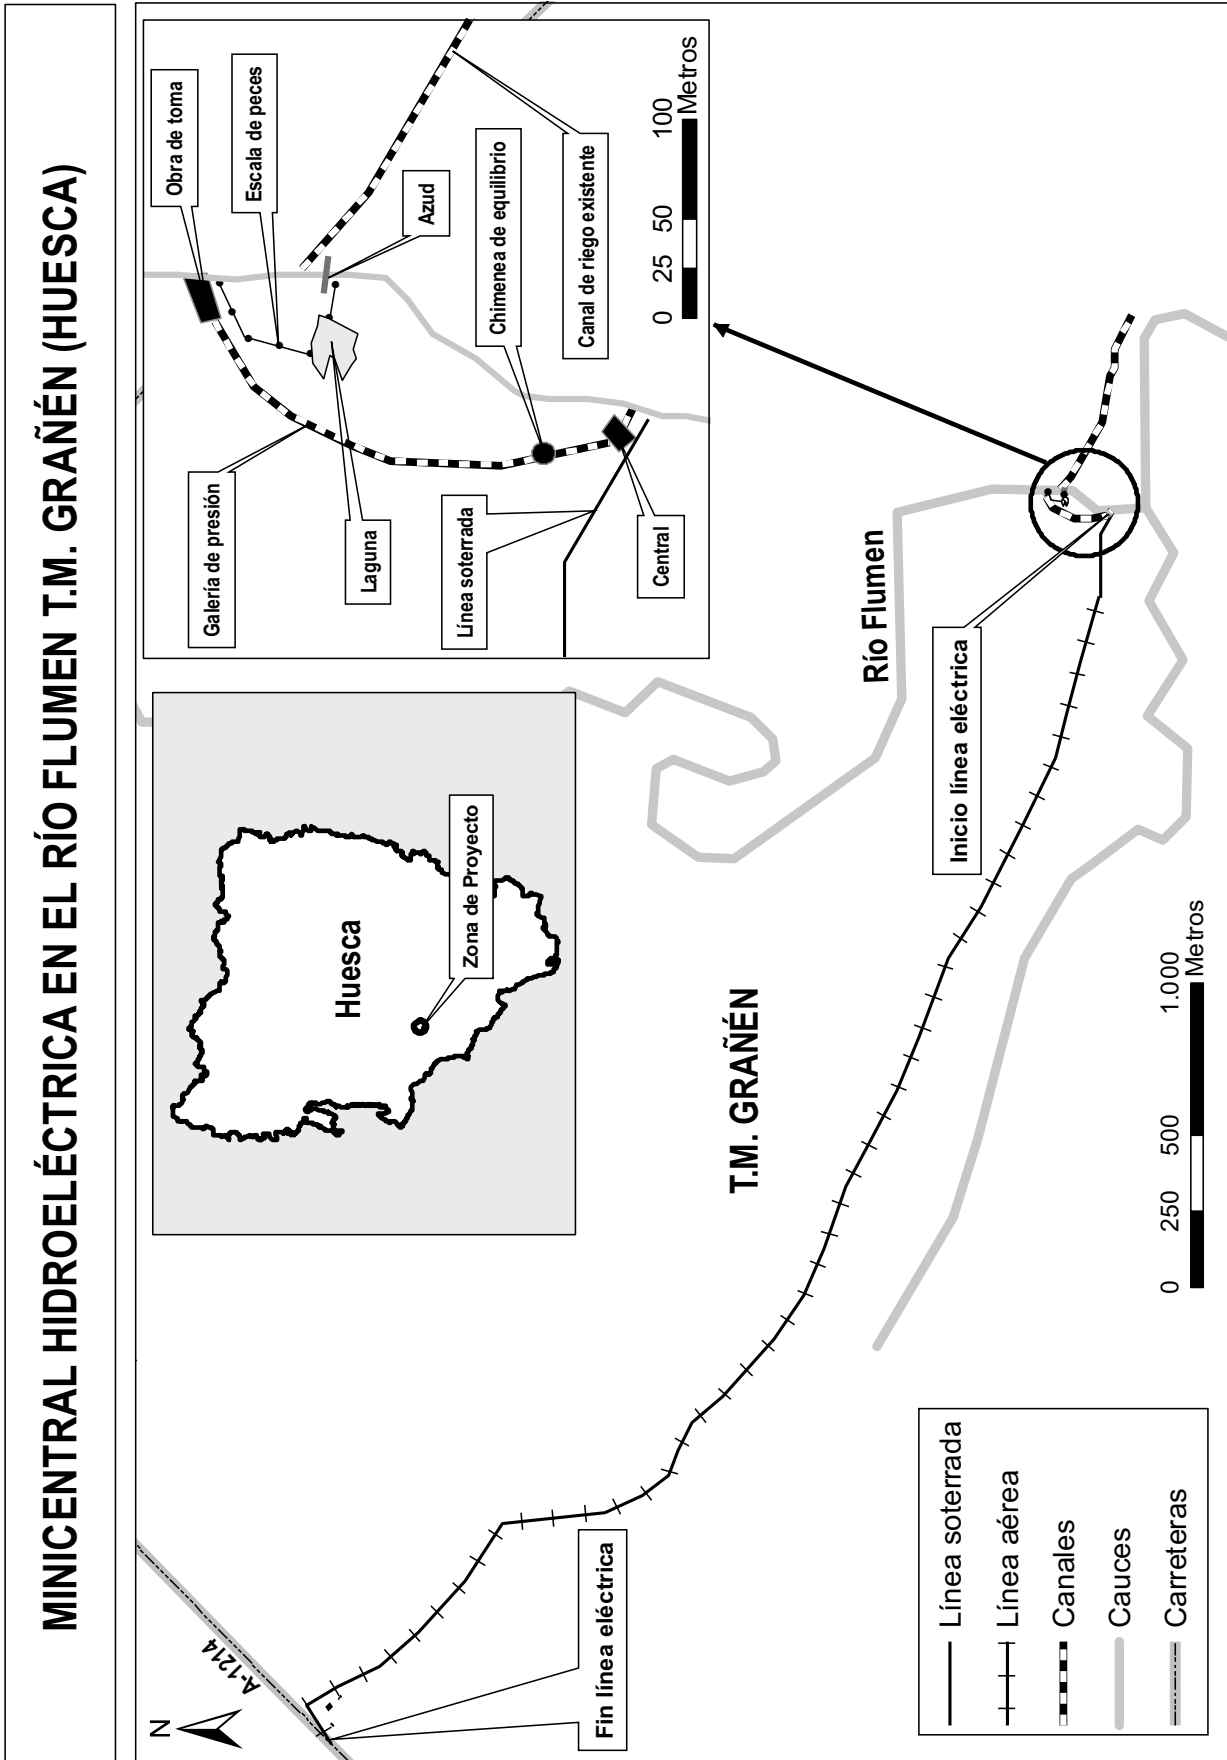 MINICENTRAL HIDROELÉCTRICA EN EL RÍO FLUMEN T.M. GRAÑÉN (HUESCA)
N
A-1214
Fin línea eléctrica
Huesca
Zona de Proyecto
Obra de toma
Escala de peces
Azud
Chimenea de equilibrio
Canal de riego existente
Galería de presión
Laguna
Línea soterrada
Central
0 25 50 100
Metros
T.M. GRAÑÉN
Río Flumen
Inicio línea eléctrica
0 250 500 1.000
Metros
Línea soterrada
Línea aérea
Canales
Cauces
Carreteras